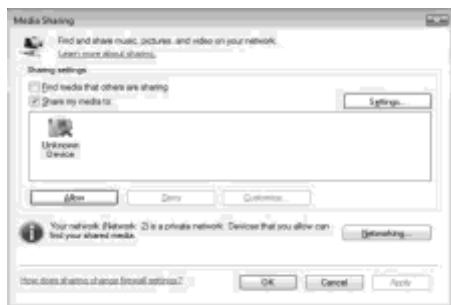 Media Sharing
Find and share music, pictures, and video on your network.
Learn more about sharing.
Sharing settings
Find media that others are sharing
Share my media to:
Settings...
Unknown
Device
Allow
Deny
Customize...
Your network (Network 2) is a private network. Devices that you allow can
find your shared media.
Networking...
How does sharing change firewall settings?
OK
Cancel
Apply